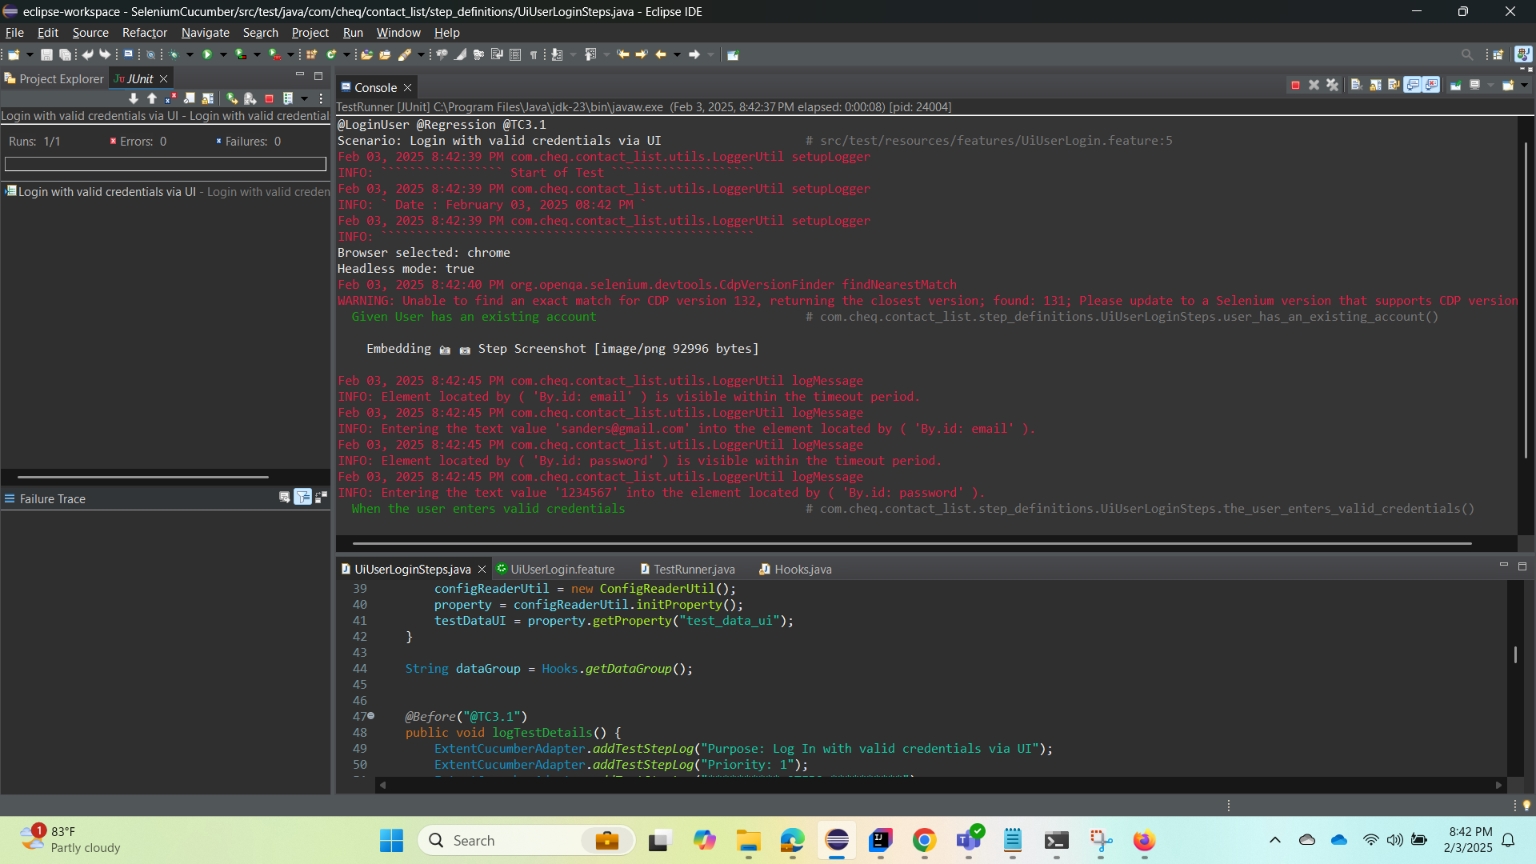 eclipse-workspace - SeleniumCucumber/src/test/java/com/cheq/contact_list/step_definitions/UiUserLoginSteps.java - Eclipse IDE
File Edit Source Refactor Navigate Search Project Run Window Help
Project Explorer JUnit
Console
TestRunner [JUnit] C:\Program Files\Java\jdk-23\bin\javaw.exe (Feb 3, 2025, 8:42:37 PM elapsed: 0:00:08) [pid: 24004]
Login with valid credentials via UI - Login with valid credential
Runs: 1/1 Errors: 0 Failures: 0
Login with valid credentials via UI - Login with valid creden
Failure Trace
@LoginUser @Regression @TC3.1
Scenario: Login with valid credentials via UI # src/test/resources/features/UiUserLogin.feature:5
Feb 03, 2025 8:42:39 PM com.cheq.contact_list.utils.LoggerUtil setupLogger
INFO: ````````````````` Start of Test ````````````````````
Feb 03, 2025 8:42:39 PM com.cheq.contact_list.utils.LoggerUtil setupLogger
INFO: ` Date : February 03, 2025 08:42 PM `
Feb 03, 2025 8:42:39 PM com.cheq.contact_list.utils.LoggerUtil setupLogger
INFO: ````````````````````````````````````````````````````
Browser selected: chrome
Headless mode: true
Feb 03, 2025 8:42:40 PM org.openqa.selenium.devtools.CdpVersionFinder findNearestMatch
WARNING: Unable to find an exact match for CDP version 132, returning the closest version; found: 131; Please update to a Selenium version that supports CDP version
Given User has an existing account # com.cheq.contact_list.step_definitions.UiUserLoginSteps.user_has_an_existing_account()
Embedding 📷 📷 Step Screenshot [image/png 92996 bytes]
Feb 03, 2025 8:42:45 PM com.cheq.contact_list.utils.LoggerUtil logMessage
INFO: Element located by ( 'By.id: email' ) is visible within the timeout period.
Feb 03, 2025 8:42:45 PM com.cheq.contact_list.utils.LoggerUtil logMessage
INFO: Entering the text value 'sanders@gmail.com' into the element located by ( 'By.id: email' ).
Feb 03, 2025 8:42:45 PM com.cheq.contact_list.utils.LoggerUtil logMessage
INFO: Element located by ( 'By.id: password' ) is visible within the timeout period.
Feb 03, 2025 8:42:45 PM com.cheq.contact_list.utils.LoggerUtil logMessage
INFO: Entering the text value '1234567' into the element located by ( 'By.id: password' ).
When the user enters valid credentials # com.cheq.contact_list.step_definitions.UiUserLoginSteps.the_user_enters_valid_credentials()
UiUserLoginSteps.java UiUserLogin.feature TestRunner.java Hooks.java
39 configReaderUtil = new ConfigReaderUtil();
40 property = configReaderUtil.initProperty();
41 testDataUI = property.getProperty("test_data_ui");
42 }
43
44 String dataGroup = Hooks.getDataGroup();
45
46
47 @Before("@TC3.1")
48 public void logTestDetails() {
49 ExtentCucumberAdapter.addTestStepLog("Purpose: Log In with valid credentials via UI");
50 ExtentCucumberAdapter.addTestStepLog("Priority: 1");
1
83°F
Partly cloudy
Search
8:42 PM
2/3/2025